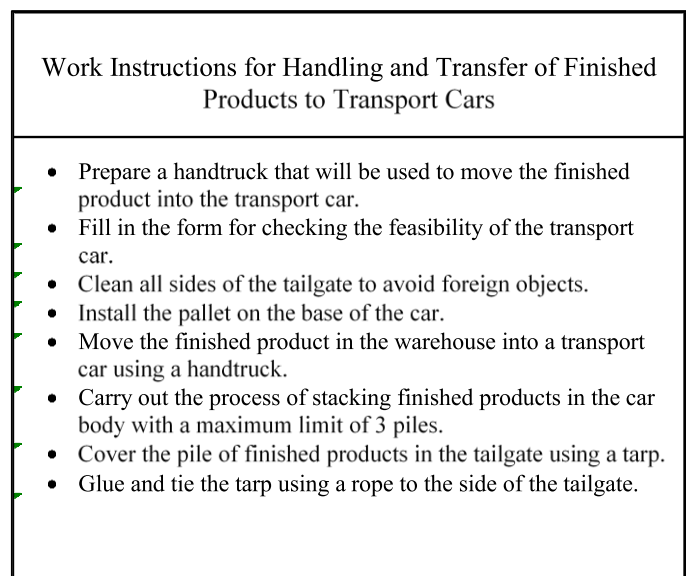 Work Instructions for Handling and Transfer of Finished
Products to Transport Cars
• Prepare a handtruck that will be used to move the finished
product into the transport car.
• Fill in the form for checking the feasibility of the transport
car.
• Clean all sides of the tailgate to avoid foreign objects.
• Install the pallet on the base of the car.
• Move the finished product in the warehouse into a transport
car using a handtruck.
• Carry out the process of stacking finished products in the car
body with a maximum limit of 3 piles.
• Cover the pile of finished products in the tailgate using a tarp.
• Glue and tie the tarp using a rope to the side of the tailgate.